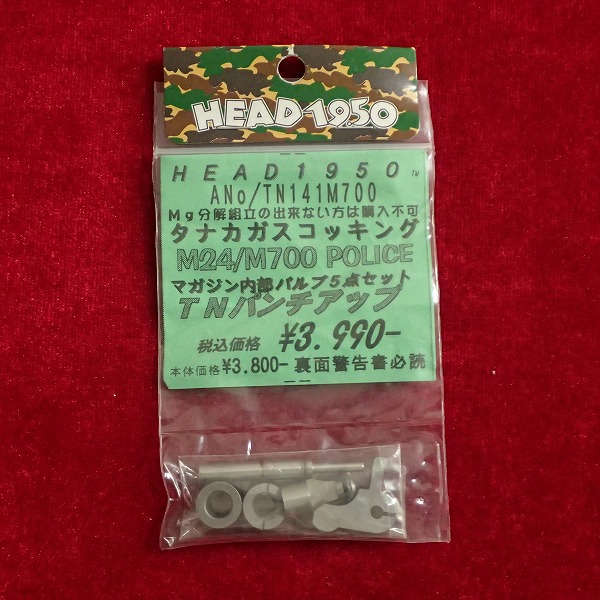 HEAD1950
HEAD1950™
ANo/TN141M700
Mg分解組立の出来ない方は購入不可
タナカガスコッキング
M24/M700 POLICE
マガジン内部バルブ5点セット
TNパンチアップ
税込価格 ¥3.990-
本体価格¥3.800-裏面警告書必読